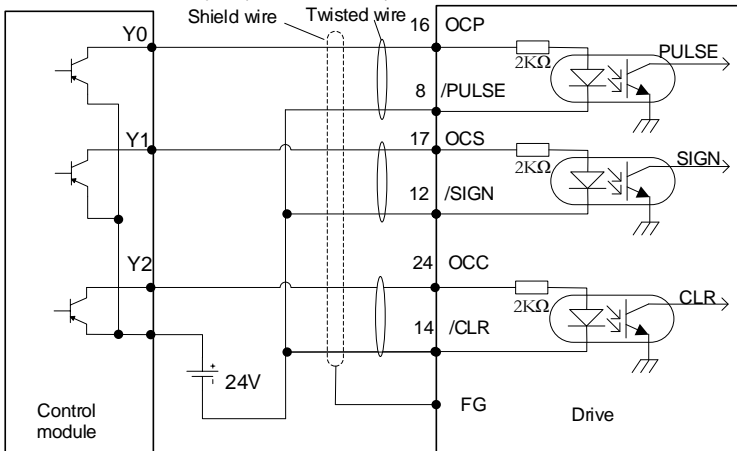 Shield wire
Twisted wire
Y0
16 OCP
PULSE
2KΩ
8 /PULSE
Y1
17 OCS
SIGN
2KΩ
12 /SIGN
Y2
24 OCC
CLR
2KΩ
14 /CLR
+
-
24V
FG
Control
module
Drive